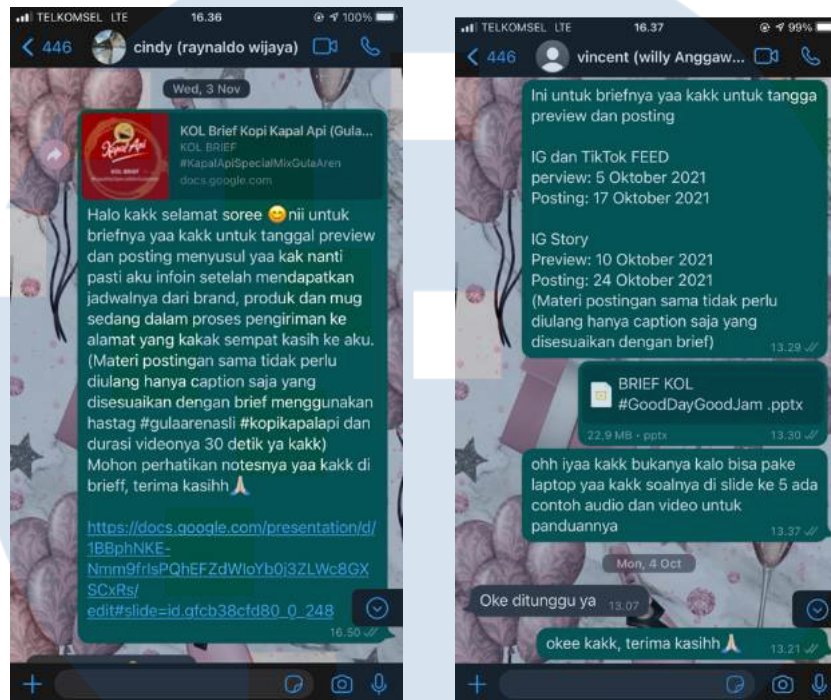 TELKOMSEL LTE 16.36 100%
446 cindy (raynaldo wijaya)
Wed, 3 Nov
Kapal Api
KOL BRIEF
KOL Brief Kopi Kapal Api (Gula...
KOL BRIEF
#KapalApiSpecialMixGulaAren
docs.google.com
Halo kakk selamat soree 😊nii untuk
briefnya yaa kakk untuk tanggal preview
dan posting menyusul yaa kak nanti
pasti aku infoin setelah mendapatkan
jadwalnya dari brand, produk dan mug
sedang dalam proses pengiriman ke
alamat yang kakak sempat kasih ke aku.
(Materi postingan sama tidak perlu
diulang hanya caption saja yang
disesuaikan dengan brief menggunakan
hastag #gulaarenasli #kopikapalapi dan
durasi videonya 30 detik ya kakk)
Mohon perhatikan notesnya yaa kakk di
brieff, terima kasihh🙏🏻
https://docs.google.com/presentation/d/
1BBphNKE-
Nmm9frIsPQhEFZdWloYb0j3ZLWc8GX
SCxRs/
edit#slide=id.gfcb38cfd80_0_248
16.50
TELKOMSEL LTE 16.37 99%
446 vincent (willy Anggaw...
Ini untuk briefnya yaa kakk untuk tangga
preview dan posting
IG dan TikTok FEED
perview: 5 Oktober 2021
Posting: 17 Oktober 2021
IG Story
Preview: 10 Oktober 2021
Posting: 24 Oktober 2021
(Materi postingan sama tidak perlu
diulang hanya caption saja yang
disesuaikan dengan brief)
13.29
BRIEF KOL
#GoodDayGoodJam .pptx
22,9 MB • pptx 13.30
ohh iyaa kakk bukanya kalo bisa pake
laptop yaa kakk soalnya di slide ke 5 ada
contoh audio dan video untuk
panduannya
13.37
Mon, 4 Oct
Oke ditunggu ya 13.07
okee kakk, terima kasihh🙏🏻 13.21